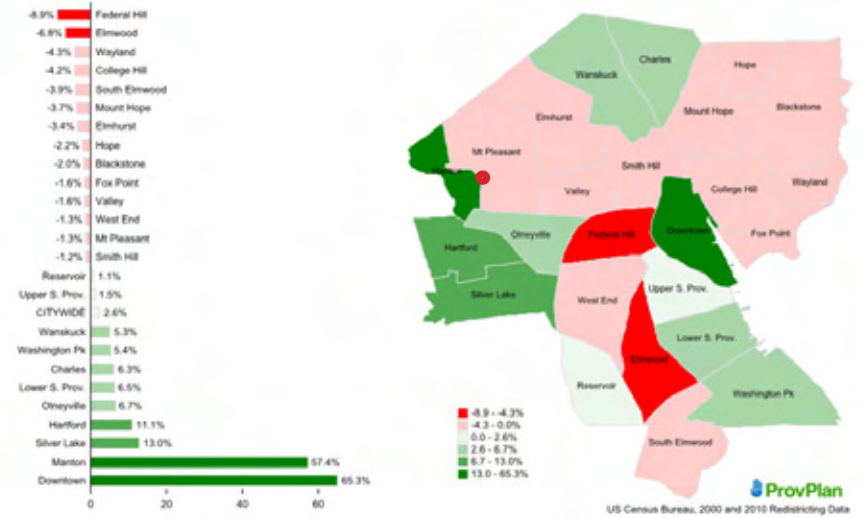 -8.9% Federal Hill
-6.8% Elmwood
-4.3% Wayland
-4.2% College Hill
-3.9% South Elmwood
-3.7% Mount Hope
-3.4% Elmhurst
-2.2% Hope
-2.0% Blackstone
-1.6% Fox Point
-1.6% Valley
-1.3% West End
-1.3% Mt Pleasant
-1.2% Smith Hill
Reservoir 1.1%
Upper S. Prov. 1.5%
CITYWIDE 2.6%
Wanskuck 5.3%
Washington Pk 5.4%
Charles 6.3%
Lower S. Prov. 6.5%
Olneyville 6.7%
Hartford 11.1%
Silver Lake 13.0%
Manton 57.4%
Downtown 65.3%
0 20 40 60
Charles
Wanskuck
Hope
Mount Hope
Blackstone
Elmhurst
Mt Pleasant
Smith Hill
Valley
College Hill
Wayland
Olneyville
Federal Hill
Downtown
Fox Point
Hartford
Silver Lake
West End
Upper S. Prov.
Lower S. Prov.
Elmwood
Reservoir
Washington Pk
South Elmwood
-8.9 - -4.3%
-4.3 - 0.0%
0.0 - 2.6%
2.6 - 6.7%
6.7 - 13.0%
13.0 - 65.3%
ProvPlan
US Census Bureau, 2000 and 2010 Redistricting Data